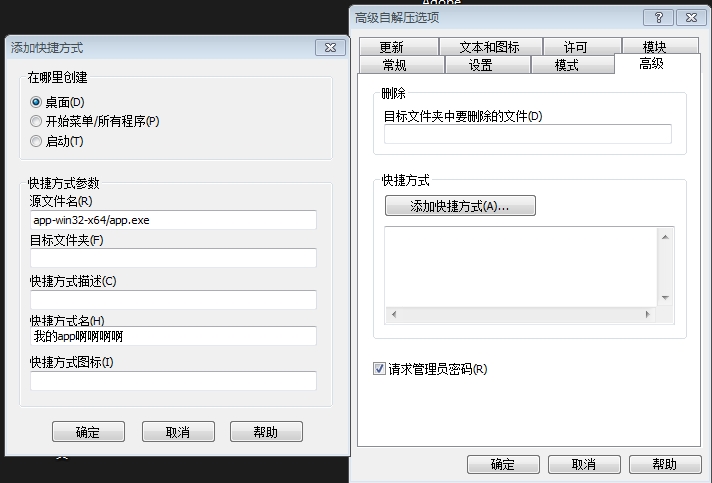 Adobe
添加快捷方式
在哪里创建
桌面(D)
开始菜单/所有程序(P)
启动(T)
快捷方式参数
源文件名(R)
app-win32-x64/app.exe
目标文件夹(F)
快捷方式描述(C)
快捷方式名(H)
我的app啊啊啊啊
快捷方式图标(I)
确定 取消 帮助
高级自解压选项
更新 文本和图标 许可 模块
常规 设置 模式 高级
删除
目标文件夹中要删除的文件(D)
快捷方式
添加快捷方式(A)...
请求管理员密码(R)
确定 取消 帮助